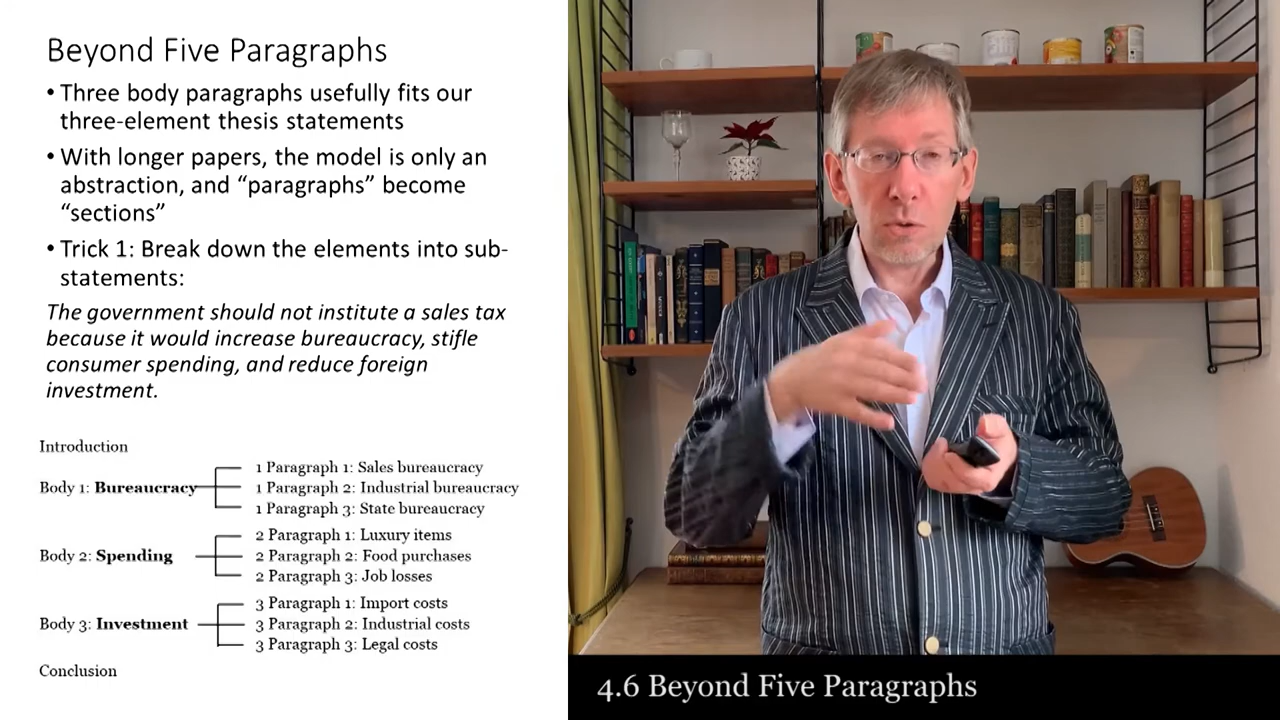 Beyond Five Paragraphs
• Three body paragraphs usefully fits our
three-element thesis statements
• With longer papers, the model is only an
abstraction, and “paragraphs” become
“sections”
• Trick 1: Break down the elements into sub-
statements:
The government should not institute a sales tax
because it would increase bureaucracy, stifle
consumer spending, and reduce foreign
investment.
Introduction
Body 1: Bureaucracy
1 Paragraph 1: Sales bureaucracy
1 Paragraph 2: Industrial bureaucracy
1 Paragraph 3: State bureaucracy
Body 2: Spending
2 Paragraph 1: Luxury items
2 Paragraph 2: Food purchases
2 Paragraph 3: Job losses
Body 3: Investment
3 Paragraph 1: Import costs
3 Paragraph 2: Industrial costs
3 Paragraph 3: Legal costs
Conclusion
4.6 Beyond Five Paragraphs